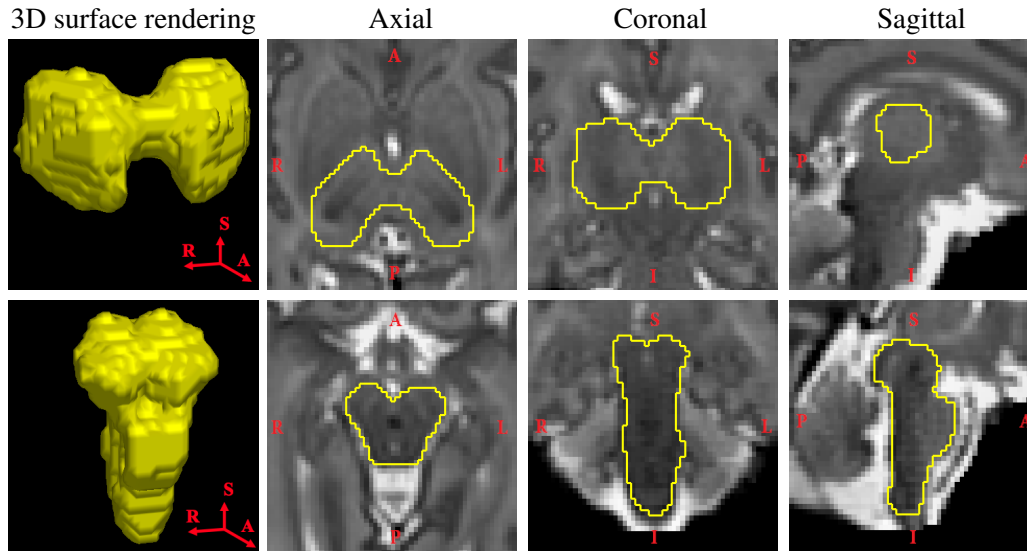 3D surface rendering Axial Coronal Sagittal
A S S
R L R L P A
S
R A
P I I
A S S
R L R L P A
S
R A
P I I